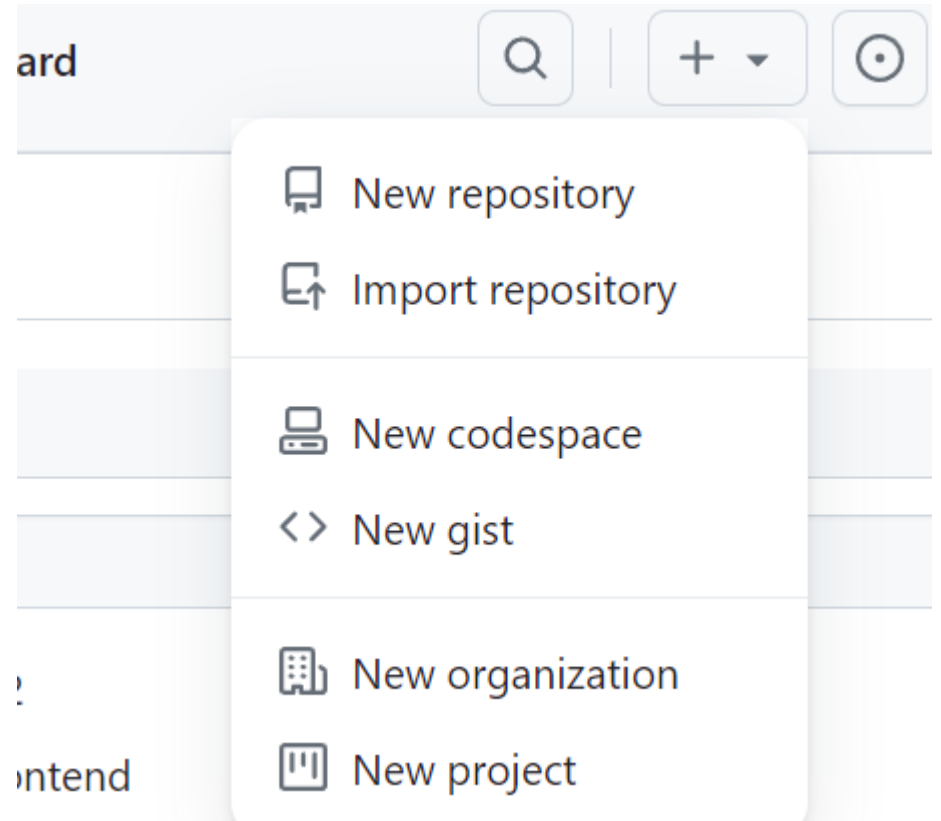 ard
New repository
Import repository
New codespace
New gist
New organization
ontend
New project